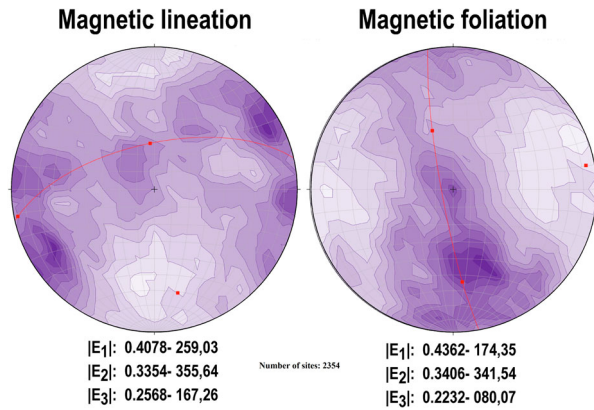 Magnetic lineation
Magnetic foliation
|E1|: 0.4078- 259,03
|E2|: 0.3354- 355,64
|E3|: 0.2568- 167,26
Number of sites: 2354
|E1|: 0.4362- 174,35
|E2|: 0.3406- 341,54
|E3|: 0.2232- 080,07